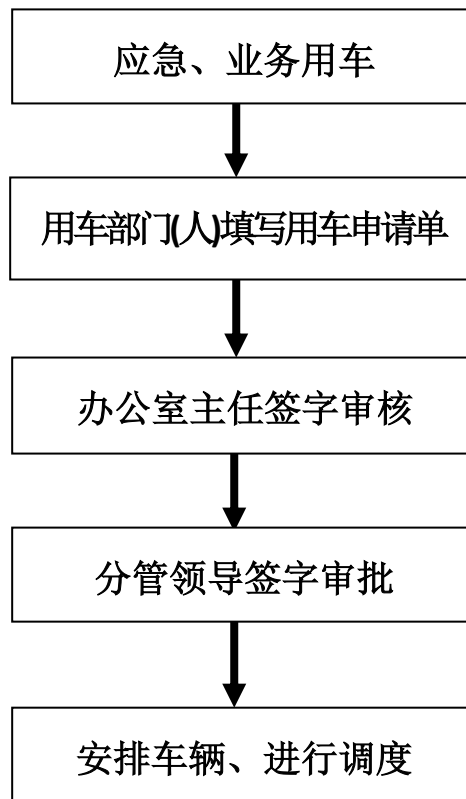 应急、业务用车
用车部门(人)填写用车申请单
办公室主任签字审核
分管领导签字审批
安排车辆、进行调度